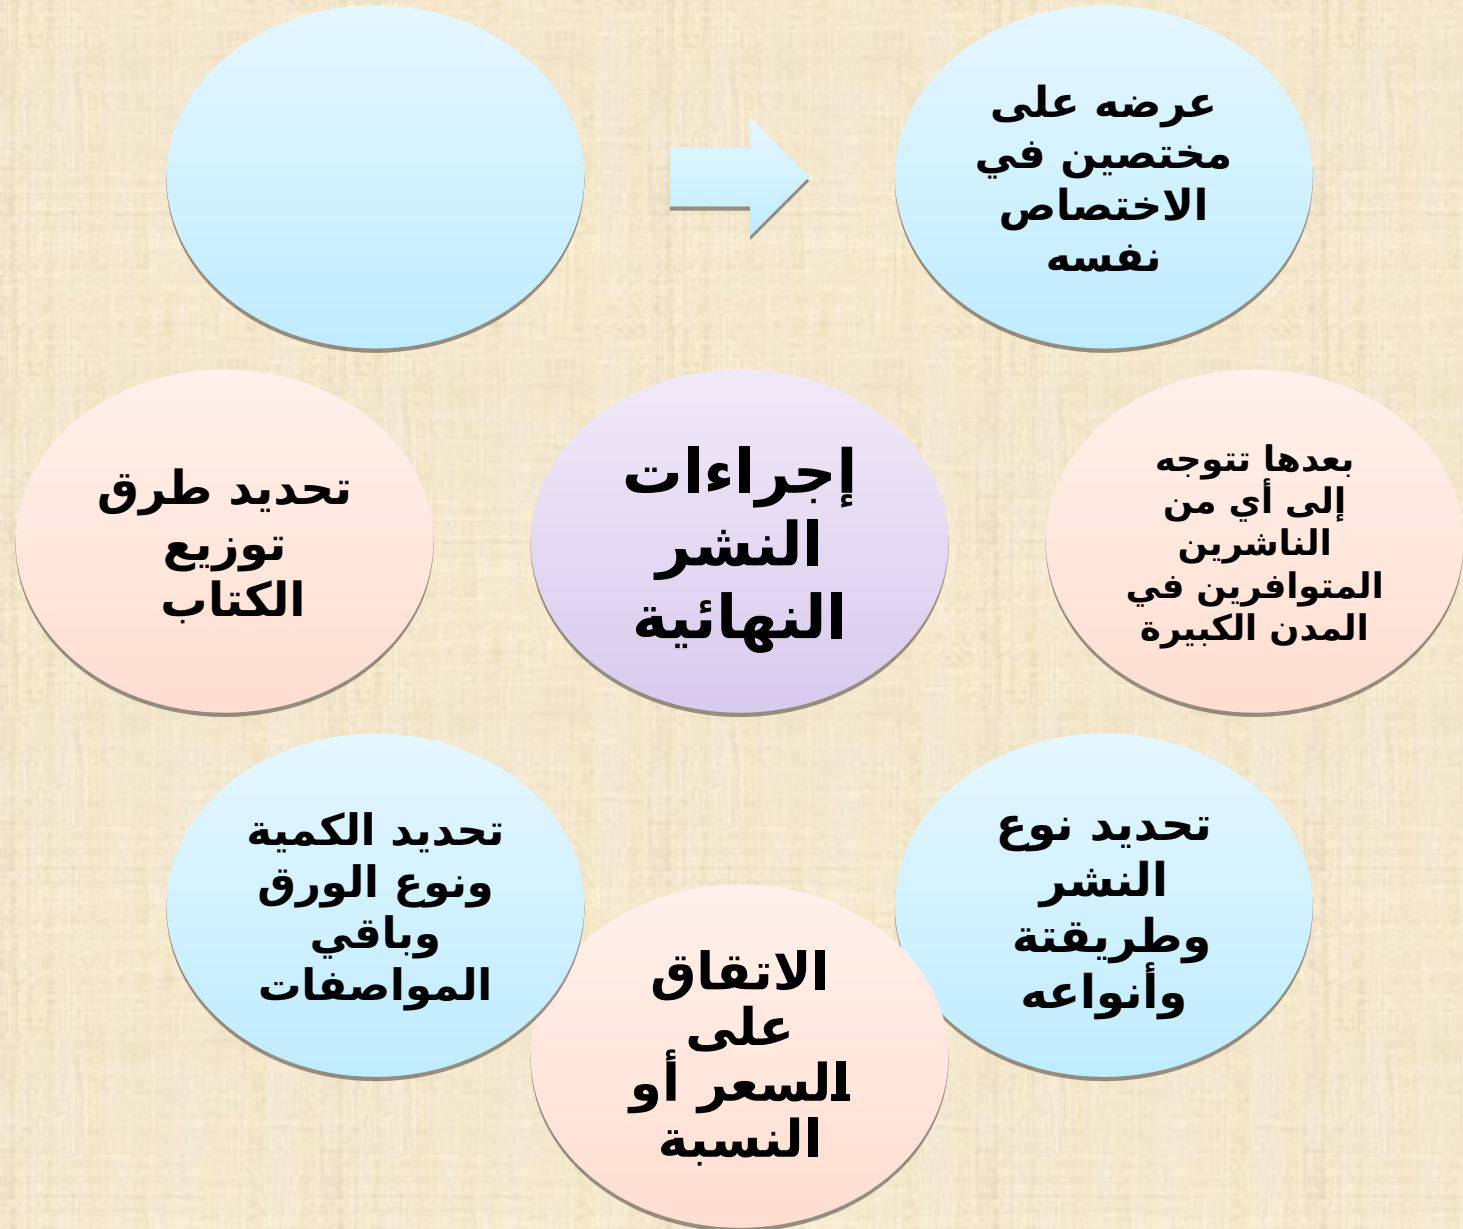 عرضه على
مختصين في
الاختصاص
نفسه
بعدها تتوجه
إلى أي من
الناشرين
المتوافرين في
المدن الكبيرة
تحديد نوع
النشر
وطريقتة
وأنواعه
الاتقاق
على
السعر أو
النسبة
تحديد الكمية
ونوع الورق
وباقي
المواصفات
تحديد طرق
توزيع
الكتاب
إجراءات
النشر
النهائية